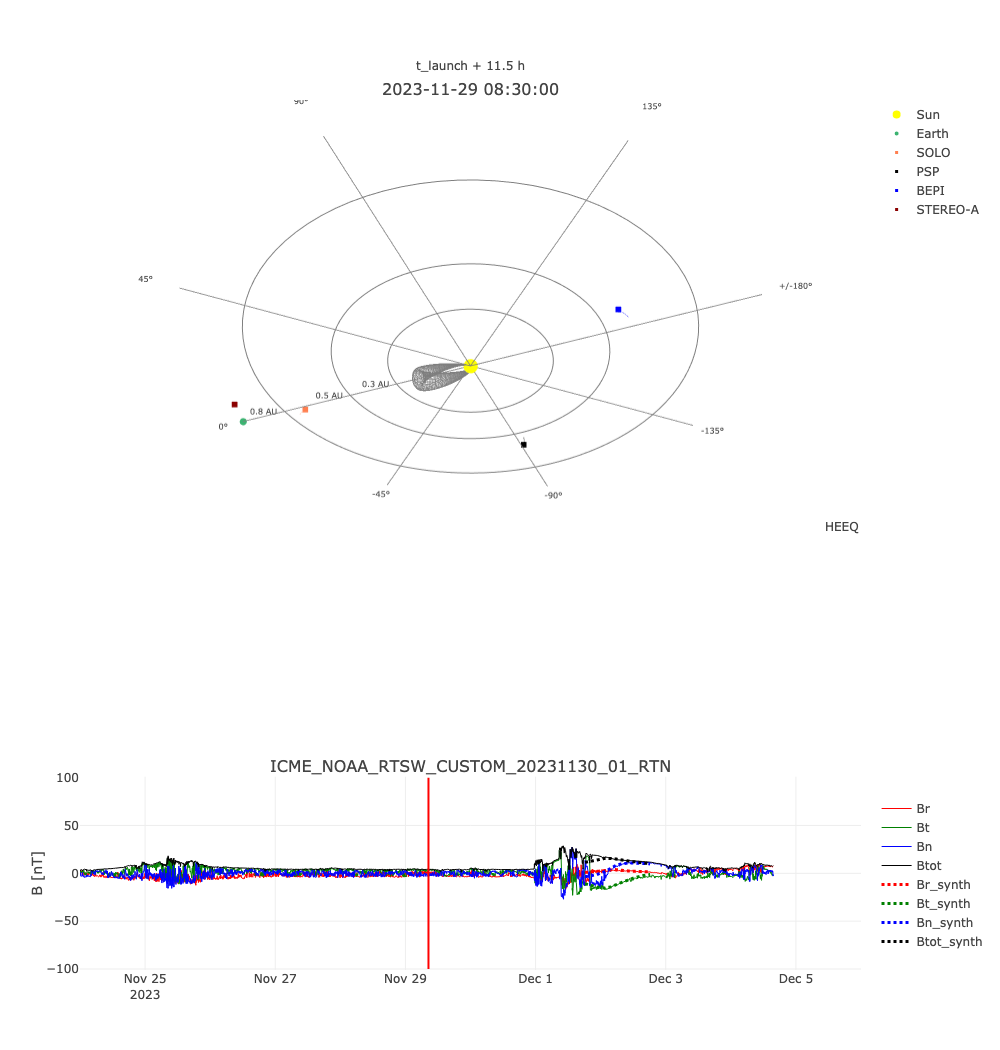 t_launch + 11.5 h
2023-11-29 08:30:00
90°
135°
45°
+/-180°
0.3 AU
0.5 AU
0.8 AU
0°
-135°
-45°
-90°
Sun
Earth
SOLO
PSP
BEPI
STEREO-A
HEEQ
ICME_NOAA_RTSW_CUSTOM_20231130_01_RTN
B [nT]
100
50
0
−50
−100
Nov 25
2023
Nov 27
Nov 29
Dec 1
Dec 3
Dec 5
Br
Bt
Bn
Btot
Br_synth
Bt_synth
Bn_synth
Btot_synth